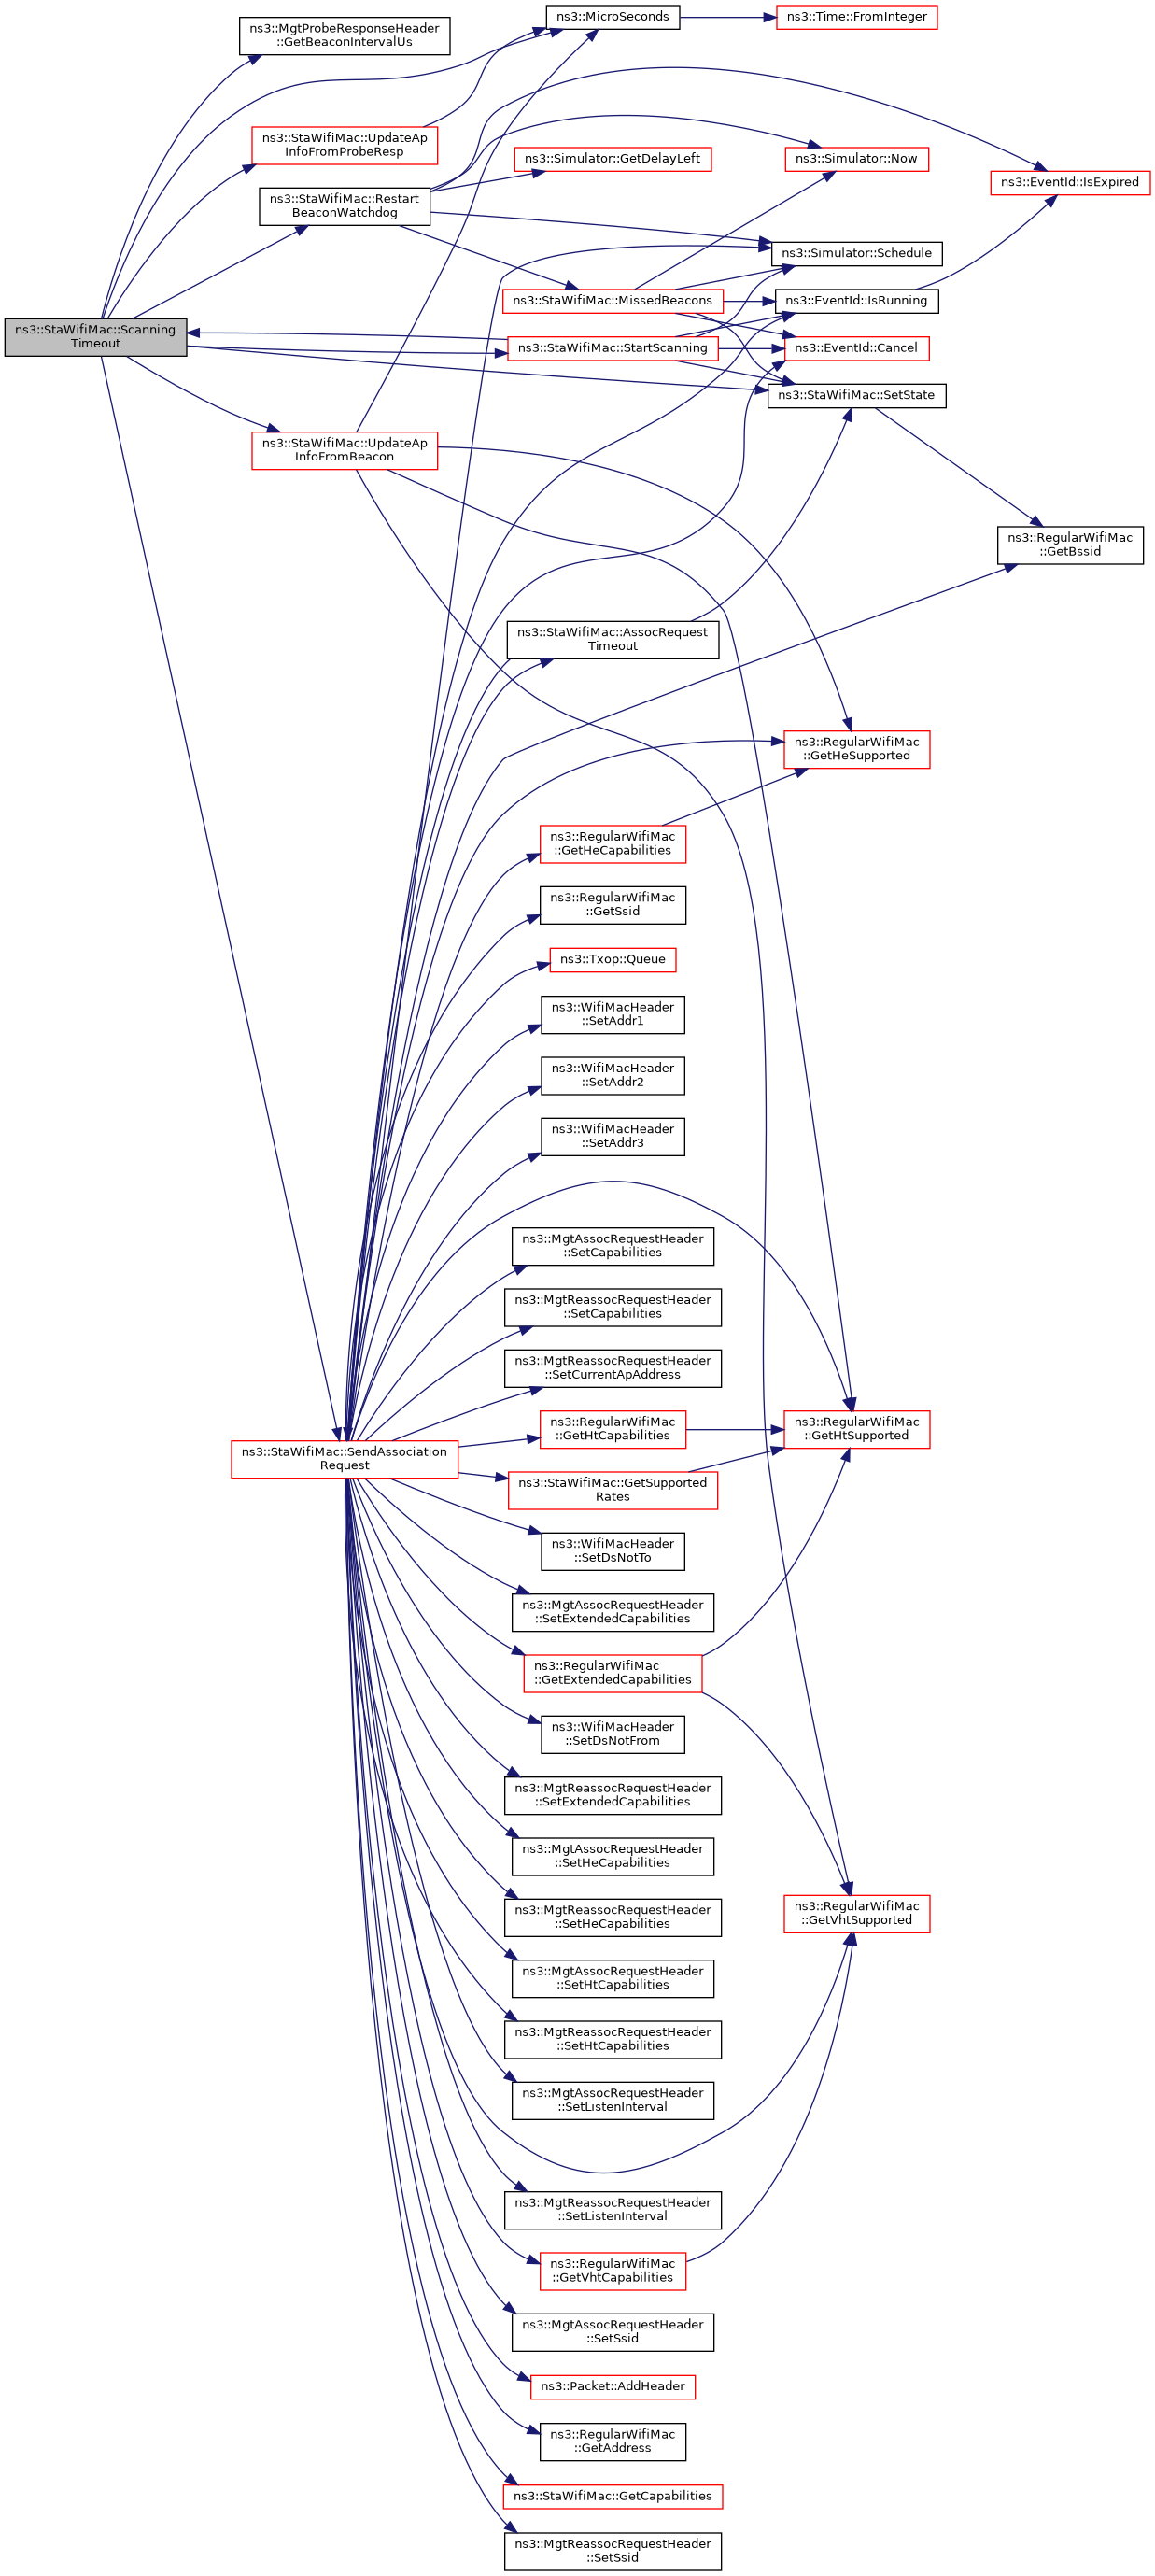 ns3::MgtProbeResponseHeader
::GetBeaconIntervalUs
ns3::MicroSeconds
ns3::Time::FromInteger
ns3::StaWifiMac::UpdateAp
InfoFromProbeResp
ns3::Simulator::GetDelayLeft
ns3::Simulator::Now
ns3::EventId::IsExpired
ns3::StaWifiMac::Restart
BeaconWatchdog
ns3::Simulator::Schedule
ns3::StaWifiMac::MissedBeacons
ns3::EventId::IsRunning
ns3::StaWifiMac::Scanning
Timeout
ns3::StaWifiMac::StartScanning
ns3::EventId::Cancel
ns3::StaWifiMac::SetState
ns3::StaWifiMac::UpdateAp
InfoFromBeacon
ns3::RegularWifiMac
::GetBssid
ns3::StaWifiMac::AssocRequest
Timeout
ns3::RegularWifiMac
::GetHeSupported
ns3::RegularWifiMac
::GetHeCapabilities
ns3::RegularWifiMac
::GetSsid
ns3::Txop::Queue
ns3::WifiMacHeader
::SetAddr1
ns3::WifiMacHeader
::SetAddr2
ns3::WifiMacHeader
::SetAddr3
ns3::MgtAssocRequestHeader
::SetCapabilities
ns3::MgtReassocRequestHeader
::SetCapabilities
ns3::MgtReassocRequestHeader
::SetCurrentApAddress
ns3::RegularWifiMac
::GetHtCapabilities
ns3::RegularWifiMac
::GetHtSupported
ns3::StaWifiMac::SendAssociation
Request
ns3::StaWifiMac::GetSupported
Rates
ns3::WifiMacHeader
::SetDsNotTo
ns3::MgtAssocRequestHeader
::SetExtendedCapabilities
ns3::RegularWifiMac
::GetExtendedCapabilities
ns3::WifiMacHeader
::SetDsNotFrom
ns3::MgtReassocRequestHeader
::SetExtendedCapabilities
ns3::MgtAssocRequestHeader
::SetHeCapabilities
ns3::MgtReassocRequestHeader
::SetHeCapabilities
ns3::RegularWifiMac
::GetVhtSupported
ns3::MgtAssocRequestHeader
::SetHtCapabilities
ns3::MgtReassocRequestHeader
::SetHtCapabilities
ns3::MgtAssocRequestHeader
::SetListenInterval
ns3::MgtReassocRequestHeader
::SetListenInterval
ns3::RegularWifiMac
::GetVhtCapabilities
ns3::MgtAssocRequestHeader
::SetSsid
ns3::Packet::AddHeader
ns3::RegularWifiMac
::GetAddress
ns3::StaWifiMac::GetCapabilities
ns3::MgtReassocRequestHeader
::SetSsid